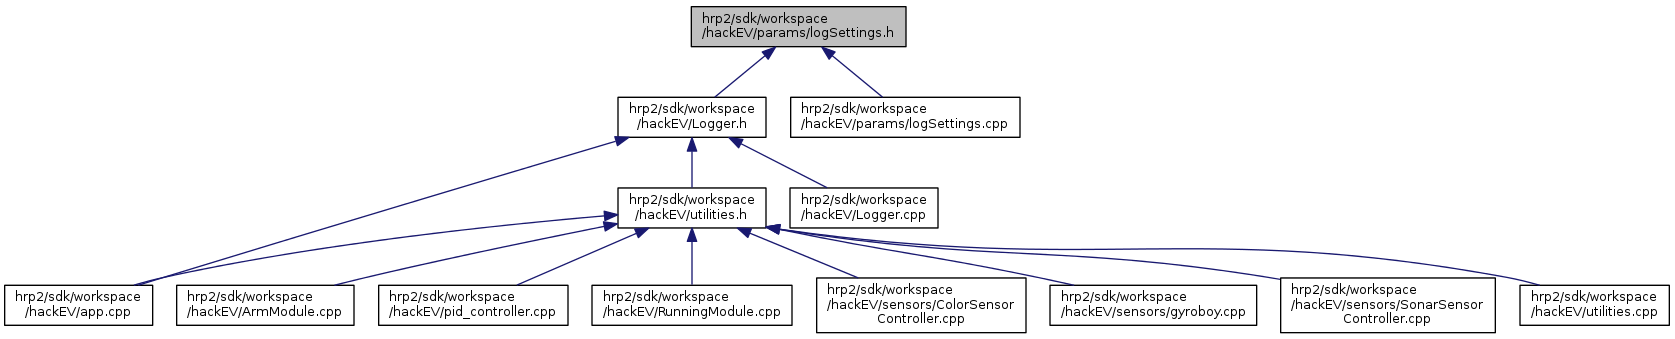 hrp2/sdk/workspace
/hackEV/params/logSettings.h
hrp2/sdk/workspace
/hackEV/Logger.h
hrp2/sdk/workspace
/hackEV/params/logSettings.cpp
hrp2/sdk/workspace
/hackEV/utilities.h
hrp2/sdk/workspace
/hackEV/Logger.cpp
hrp2/sdk/workspace
/hackEV/app.cpp
hrp2/sdk/workspace
/hackEV/ArmModule.cpp
hrp2/sdk/workspace
/hackEV/pid_controller.cpp
hrp2/sdk/workspace
/hackEV/RunningModule.cpp
hrp2/sdk/workspace
/hackEV/sensors/ColorSensor
Controller.cpp
hrp2/sdk/workspace
/hackEV/sensors/gyroboy.cpp
hrp2/sdk/workspace
/hackEV/sensors/SonarSensor
Controller.cpp
hrp2/sdk/workspace
/hackEV/utilities.cpp